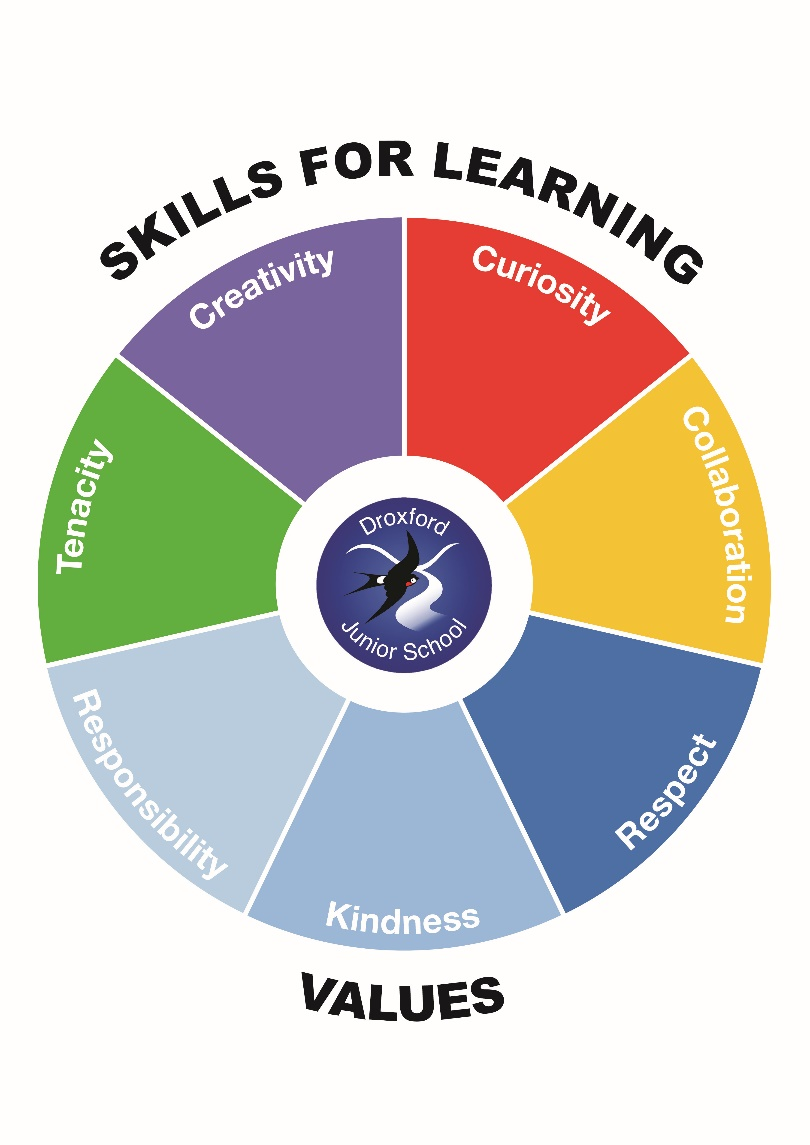 SKILLS FOR LEARNING
Creativity
Curiosity
Tenacity
Collaboration
Droxford
Junior School
Responsibility
Respect
Kindness
VALUES